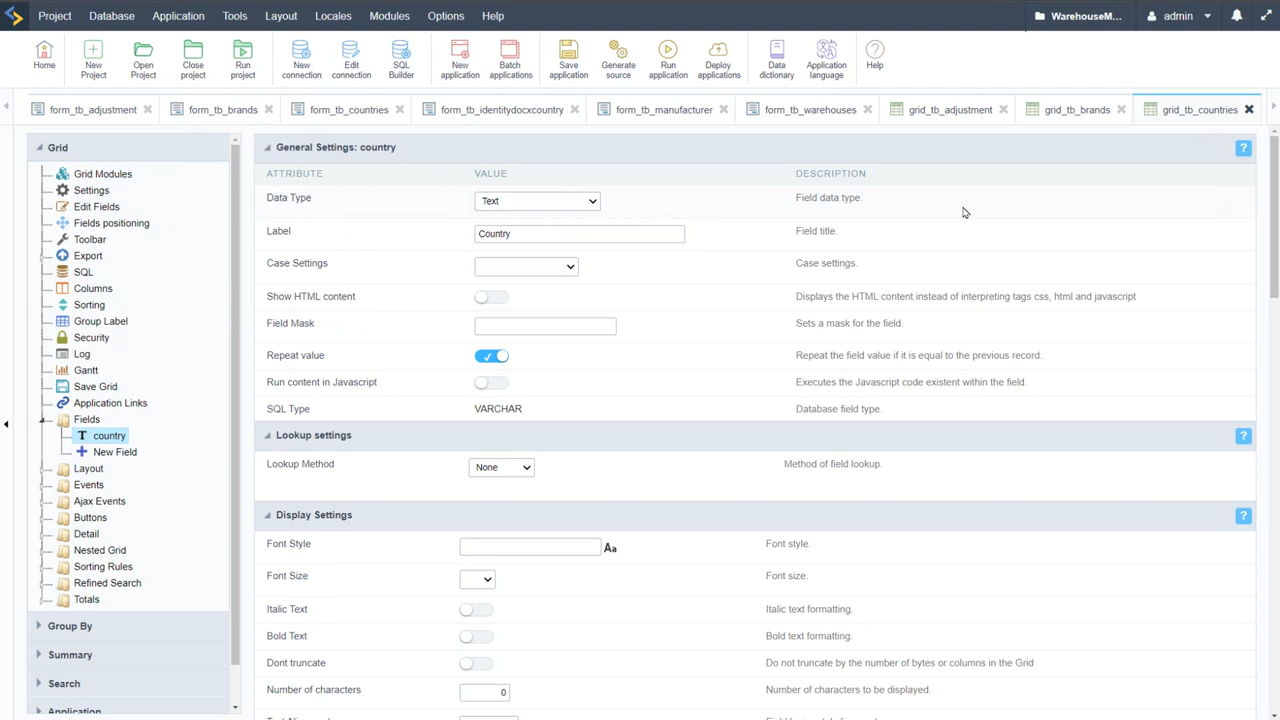 Project Database Application Tools Layout Locales Modules Options Help WarehouseM... admin
Home New Project Open Project Close project Run project New connection Edit connection SQL Builder New application Batch applications Save application Generate source Run application Deploy applications Data dictionary Application language Help
form_tb_adjustment form_tb_brands form_tb_countries form_tb_identitydocxcountry form_tb_manufacturer form_tb_warehouses grid_tb_adjustment grid_tb_brands grid_tb_countries
Grid
Grid Modules
Settings
Edit Fields
Fields positioning
Toolbar
Export
SQL
Columns
Sorting
Group Label
Security
Log
Gantt
Save Grid
Application Links
Fields
T country
New Field
Layout
Events
Ajax Events
Buttons
Detail
Nested Grid
Sorting Rules
Refined Search
Totals
Group By
Summary
Search
Application
General Settings: country ?
ATTRIBUTE VALUE DESCRIPTION
Data Type Text Field data type.
Label Country Field title.
Case Settings Case settings.
Show HTML content Displays the HTML content instead of interpreting tags css, html and javascript
Field Mask Sets a mask for the field.
Repeat value Repeat the field value if it is equal to the previous record.
Run content in Javascript Executes the Javascript code existent within the field.
SQL Type VARCHAR Database field type.
Lookup settings ?
Lookup Method None Method of field lookup.
Display Settings ?
Font Style Aa Font style.
Font Size Font size.
Italic Text Italic text formatting.
Bold Text Bold text formatting.
Dont truncate Do not truncate by the number of bytes or columns in the Grid
Number of characters 0 Number of characters to be displayed.